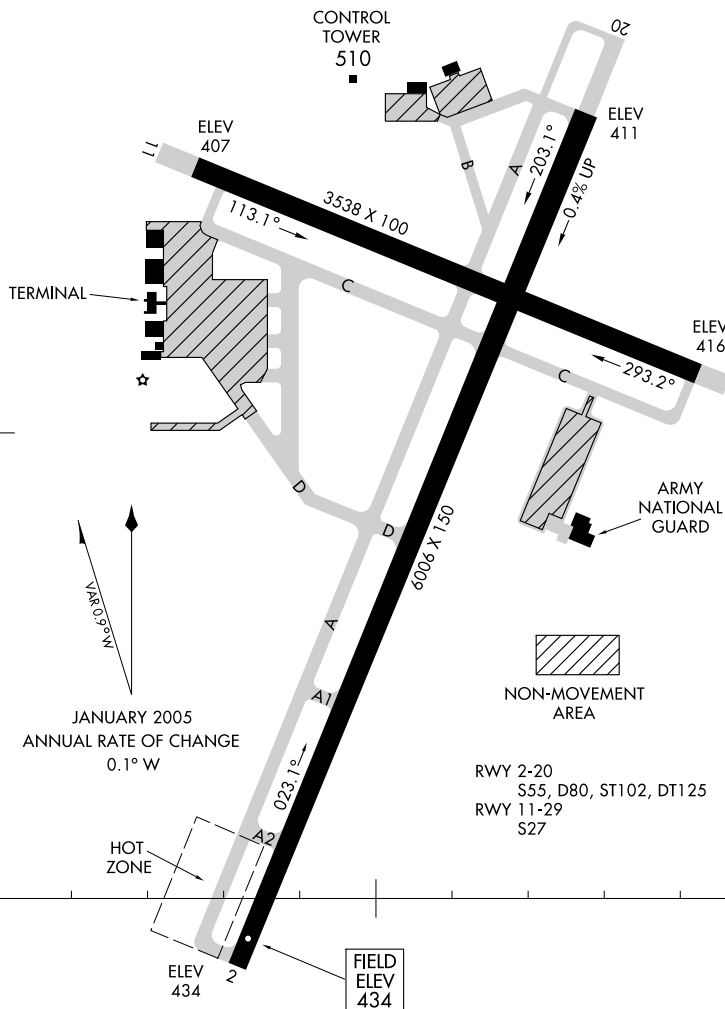 CONTROL
TOWER
510
20
ELEV
407
ELEV
411
11
B
A
203.1°
0.4% UP
3538 X 100
113.1°
TERMINAL
C
ELEV
416
C
293.2°
D
D
6006 X 150
ARMY
NATIONAL
GUARD
VAR 0.9° W
A
NON-MOVEMENT
AREA
A1
JANUARY 2005
ANNUAL RATE OF CHANGE
0.1° W
023.1°
RWY 2-20
S55, D80, ST102, DT125
RWY 11-29
S27
A2
HOT
ZONE
ELEV
434
2
FIELD
ELEV
434